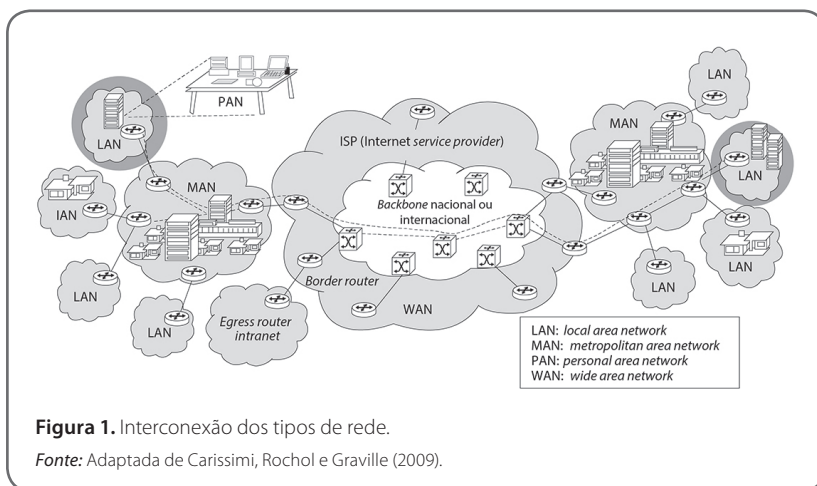 PAN
LAN
MAN
IAN
LAN
LAN
Egress router
intranet
ISP (Internet service provider)
Backbone nacional ou
internacional
Border router
WAN
LAN
MAN
LAN
LAN
LAN
LAN: local area network
MAN: metropolitan area network
PAN: personal area network
WAN: wide area network
Figura 1. Interconexão dos tipos de rede.
Fonte: Adaptada de Carissimi, Rochol e Graville (2009).